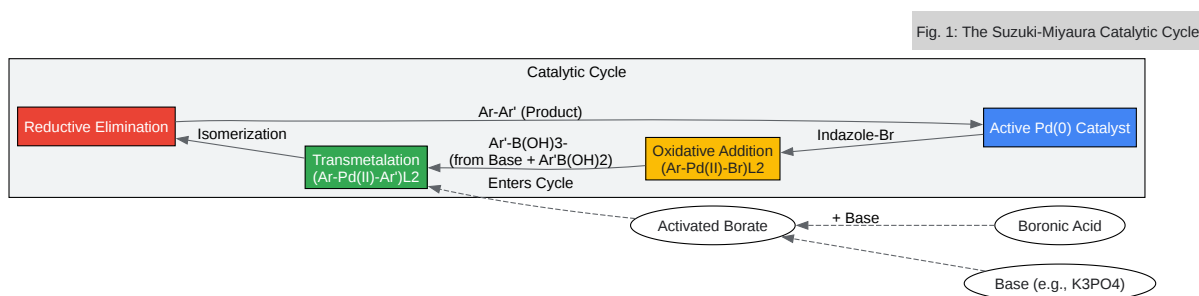 Fig. 1: The Suzuki-Miyaura Catalytic Cycle
Catalytic Cycle
Reductive Elimination
Ar-Ar' (Product)
Active Pd(0) Catalyst
Isomerization
Indazole-Br
Ar'-B(OH)3-
(from Base + Ar'B(OH)2)
Oxidative Addition
(Ar-Pd(II)-Br)L2
Transmetalation
(Ar-Pd(II)-Ar')L2
Enters Cycle
Activated Borate
+ Base
Boronic Acid
Base (e.g., K3PO4)